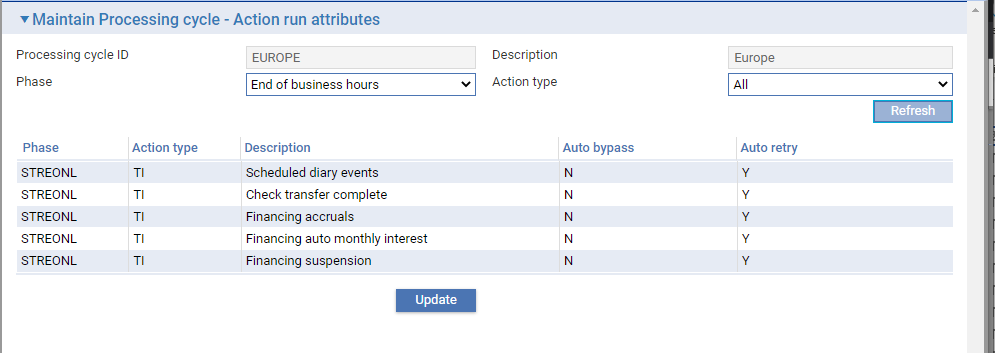 Maintain Processing cycle - Action run attributes
Processing cycle ID EUROPE Description Europe
Phase End of business hours Action type All
Refresh
Phase Action type Description Auto bypass Auto retry
STREONL TI Scheduled diary events N Y
STREONL TI Check transfer complete N Y
STREONL TI Financing accruals N Y
STREONL TI Financing auto monthly interest N Y
STREONL TI Financing suspension N Y
Update